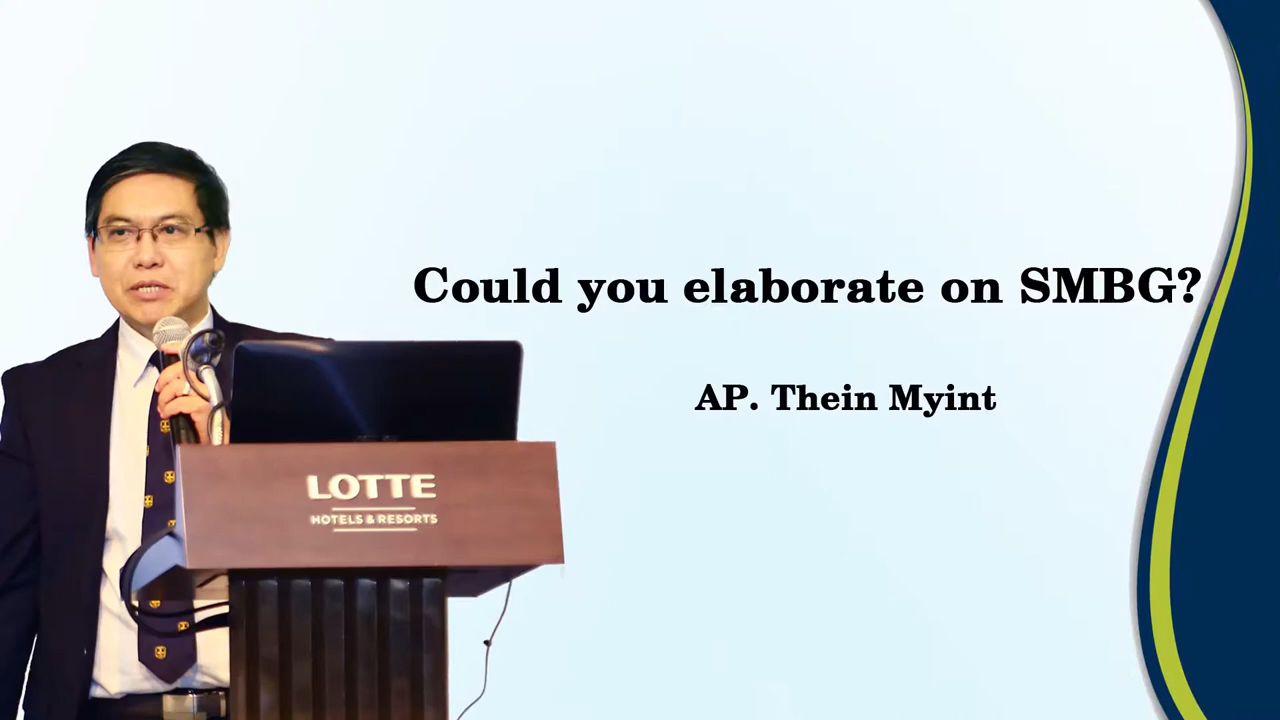 Could you elaborate on SMBG?
AP. Thein Myint
LOTTE
HOTELS & RESORTS